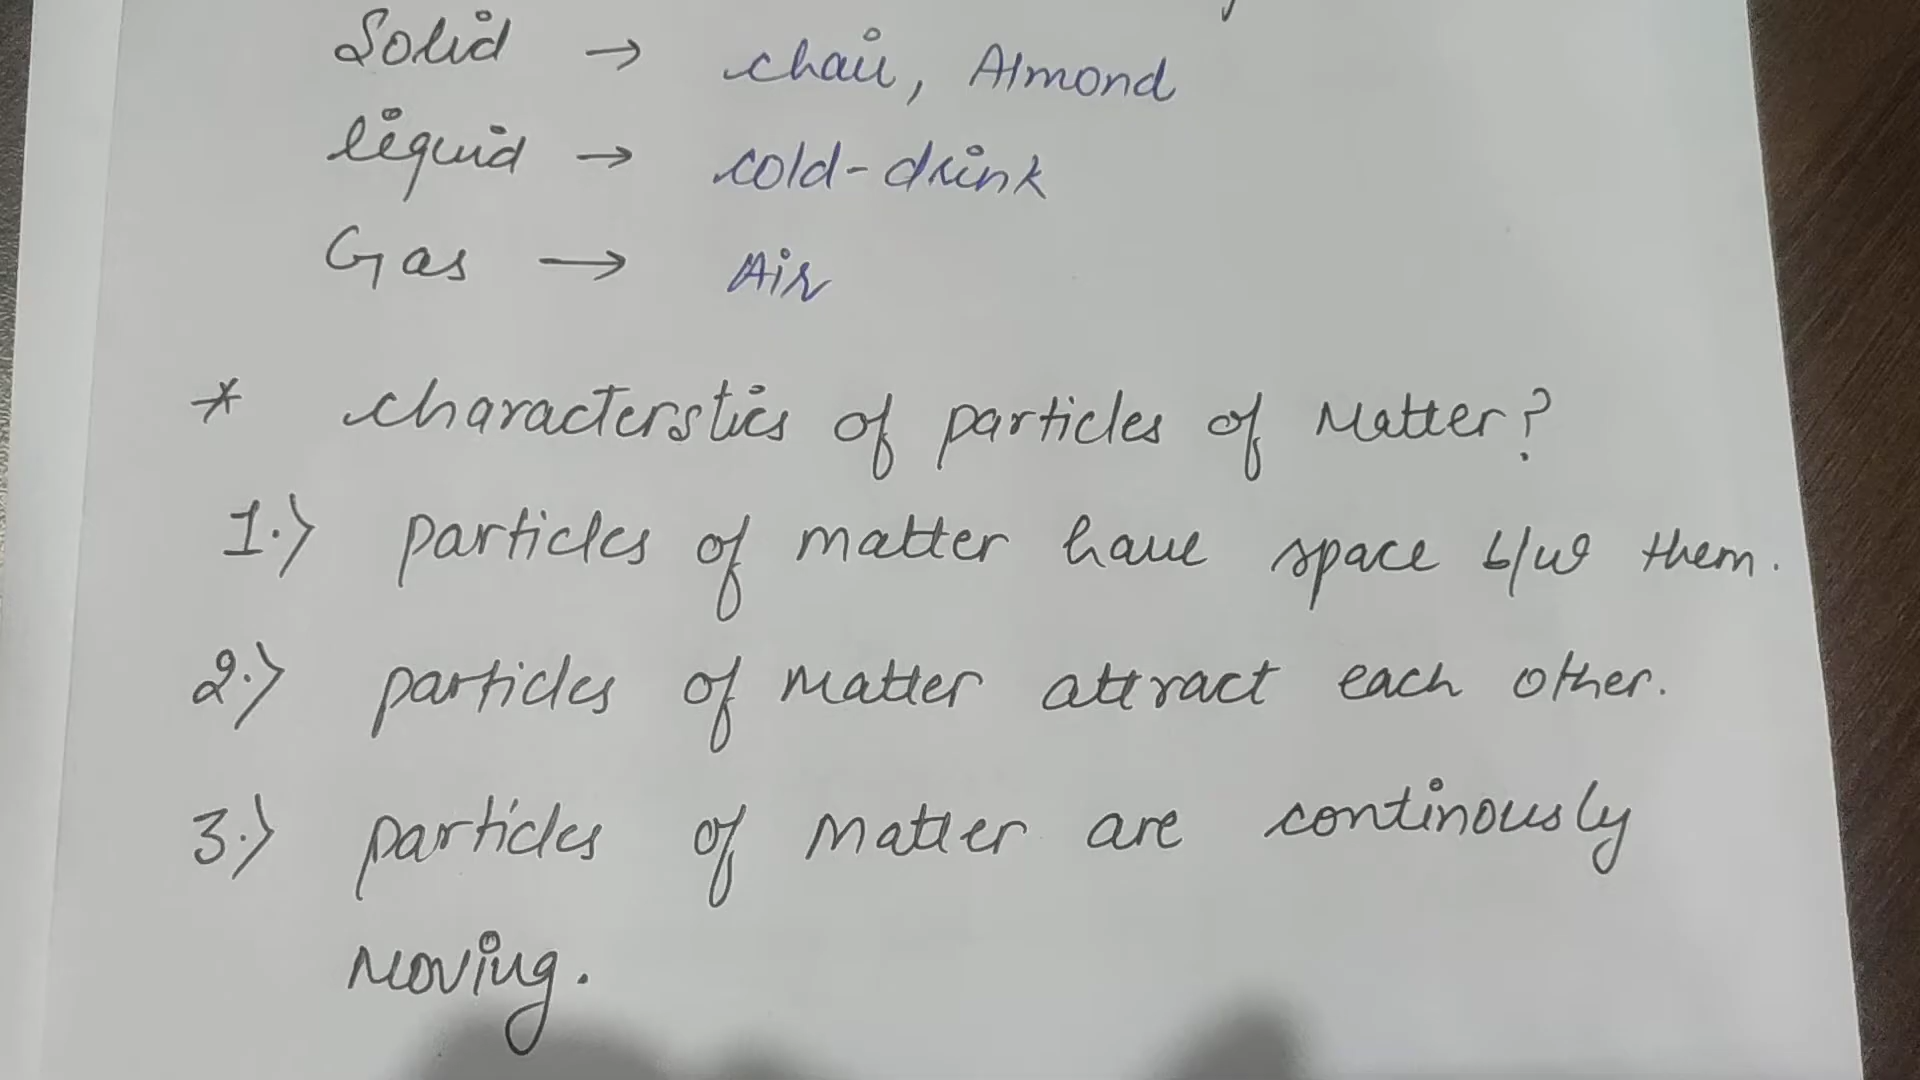 Solid → chair, Almond
liquid → cold-drink
Gas → Air
* characterstics of particles of Matter?
1.) particles of matter have space b/w them.
2.) particles of matter attract each other.
3.) particles of matter are continously
moving.